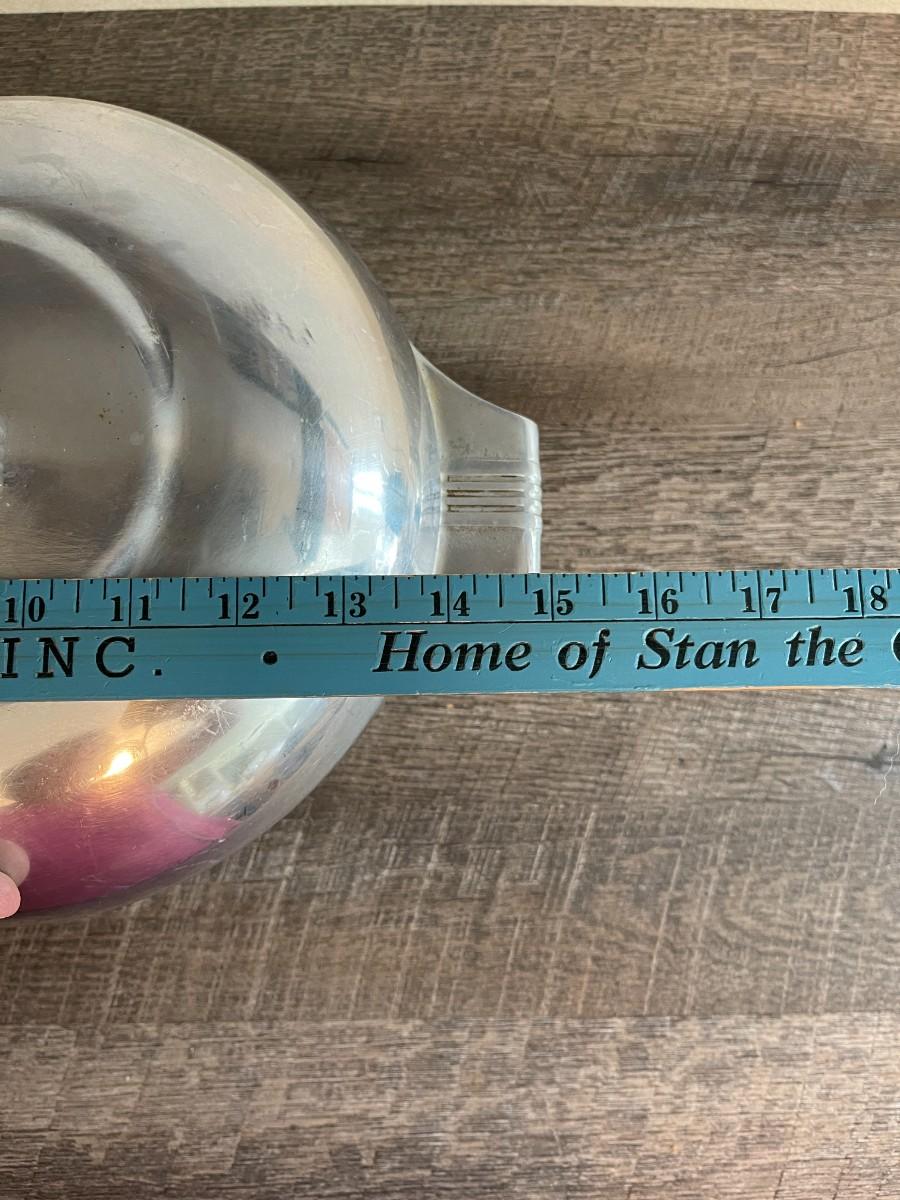 10 11 12 13 14 15 16 17 18
INC. • Home of Stan the